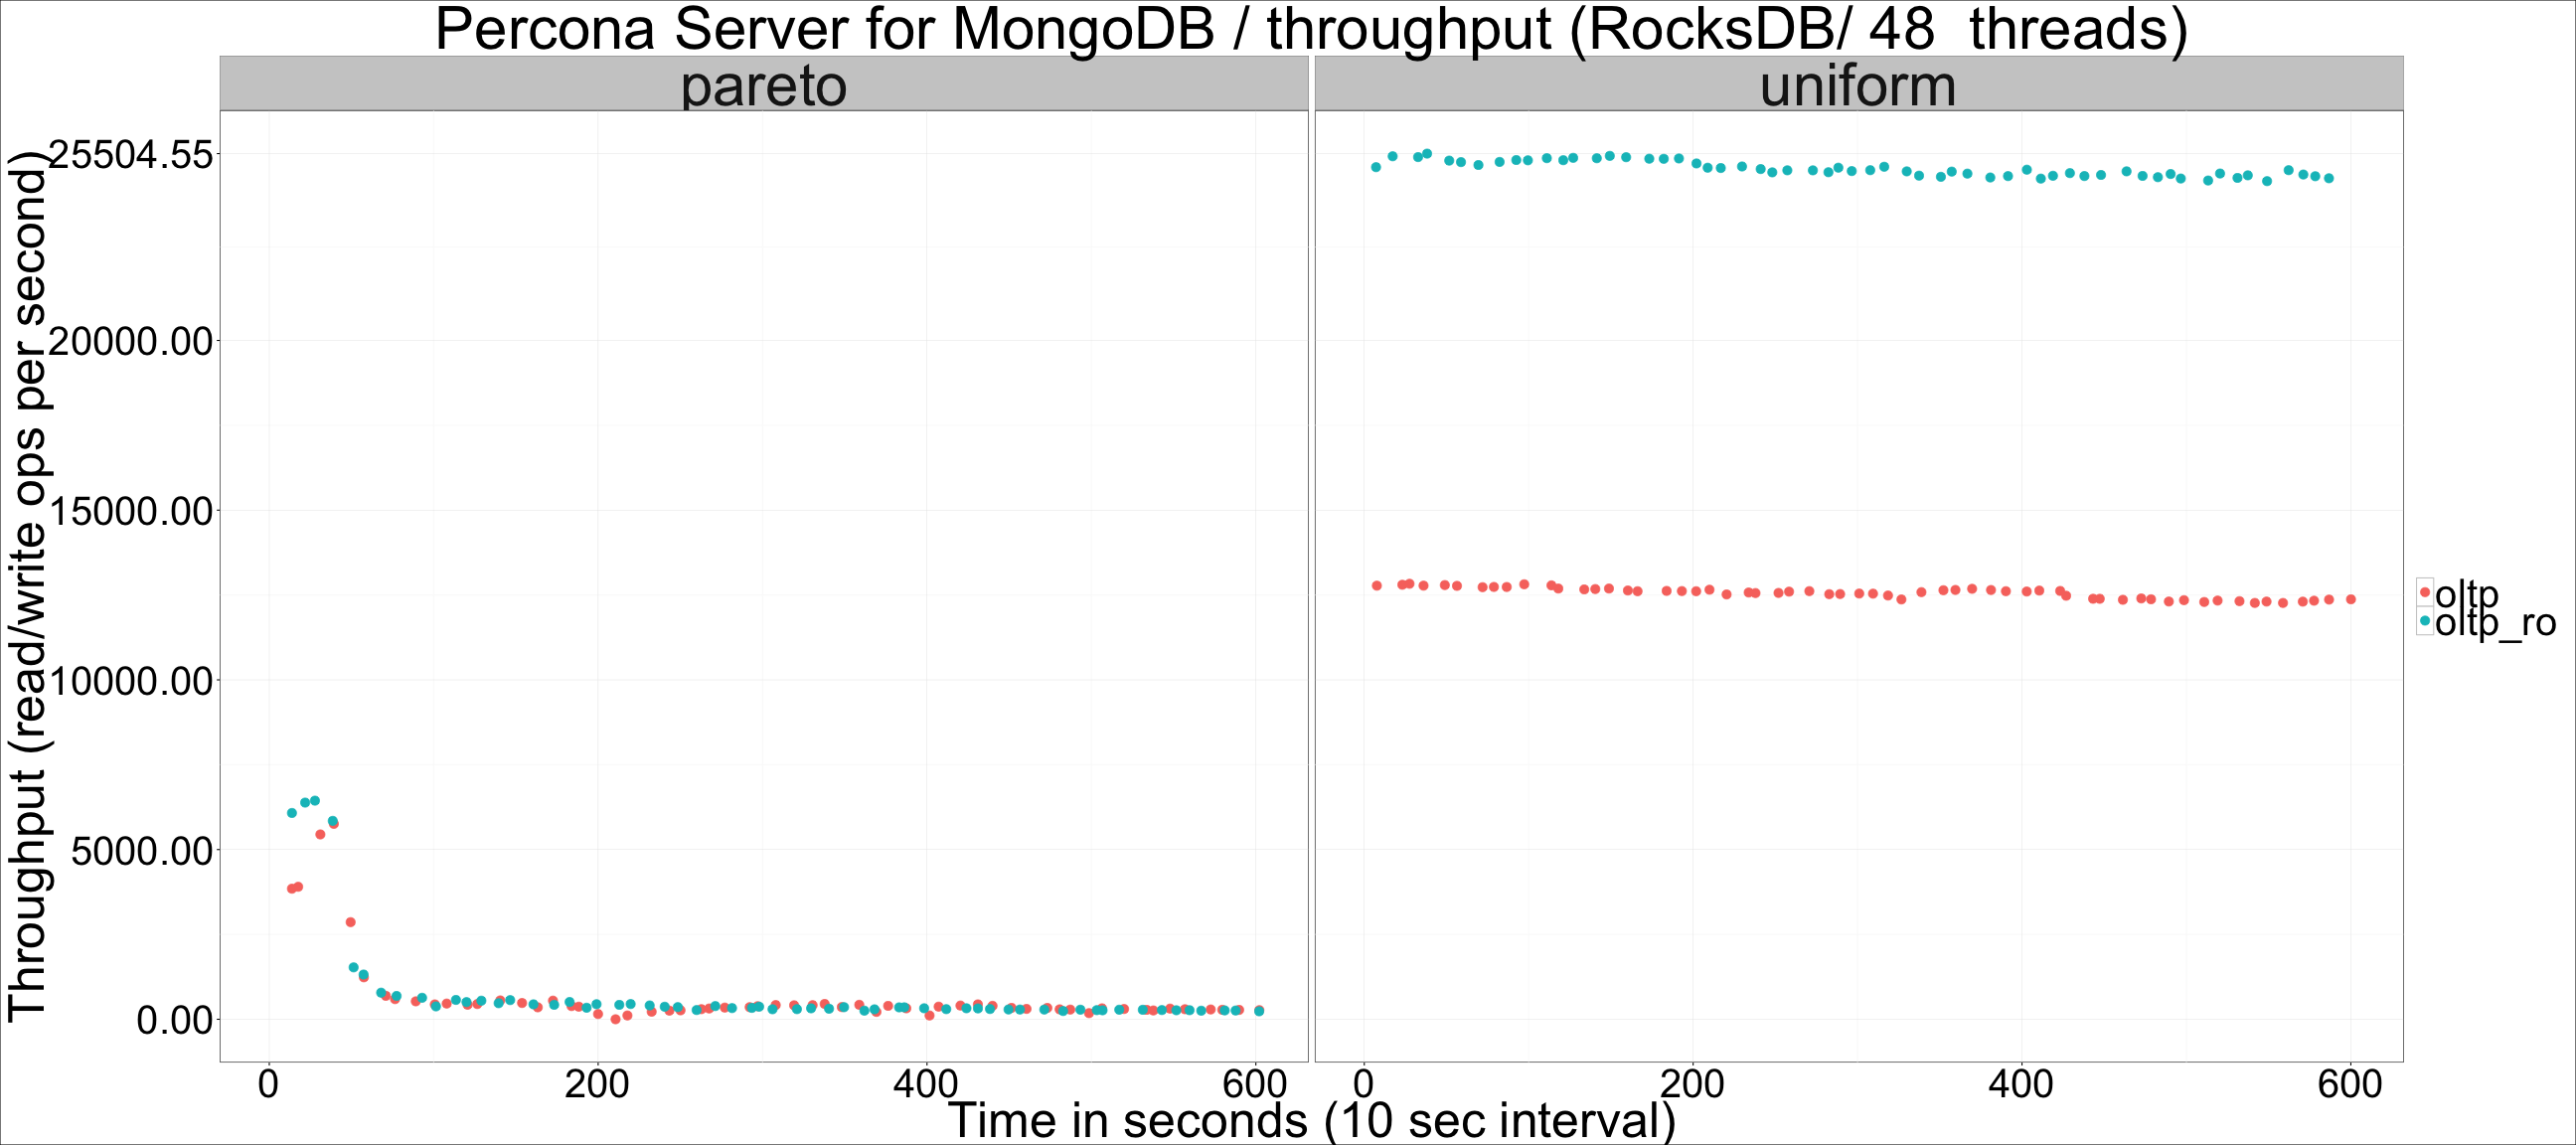 Percona Server for MongoDB / throughput (RocksDB/ 48  threads)
pareto
uniform
Throughput (read/write ops per second)
25504.55
20000.00
15000.00
10000.00
5000.00
0.00
0 200 400 600
0 200 400 600
Time in seconds (10 sec interval)
oltp
oltp_ro